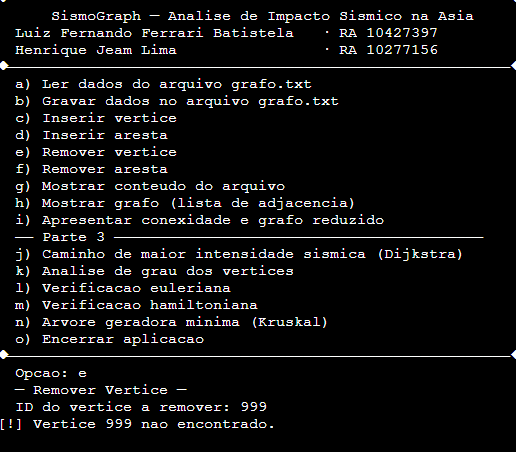 SismoGraph — Analise de Impacto Sismico na Asia
Luiz Fernando Ferrari Batistela · RA 10427397
Henrique Jeam Lima · RA 10277156
a) Ler dados do arquivo grafo.txt
b) Gravar dados no arquivo grafo.txt
c) Inserir vertice
d) Inserir aresta
e) Remover vertice
f) Remover aresta
g) Mostrar conteudo do arquivo
h) Mostrar grafo (lista de adjacencia)
i) Apresentar conexidade e grafo reduzido
── Parte 3 ──
j) Caminho de maior intensidade sismica (Dijkstra)
k) Analise de grau dos vertices
l) Verificacao euleriana
m) Verificacao hamiltoniana
n) Arvore geradora minima (Kruskal)
o) Encerrar aplicacao
Opcao: e
─ Remover Vertice ─
ID do vertice a remover: 999
[!] Vertice 999 nao encontrado.